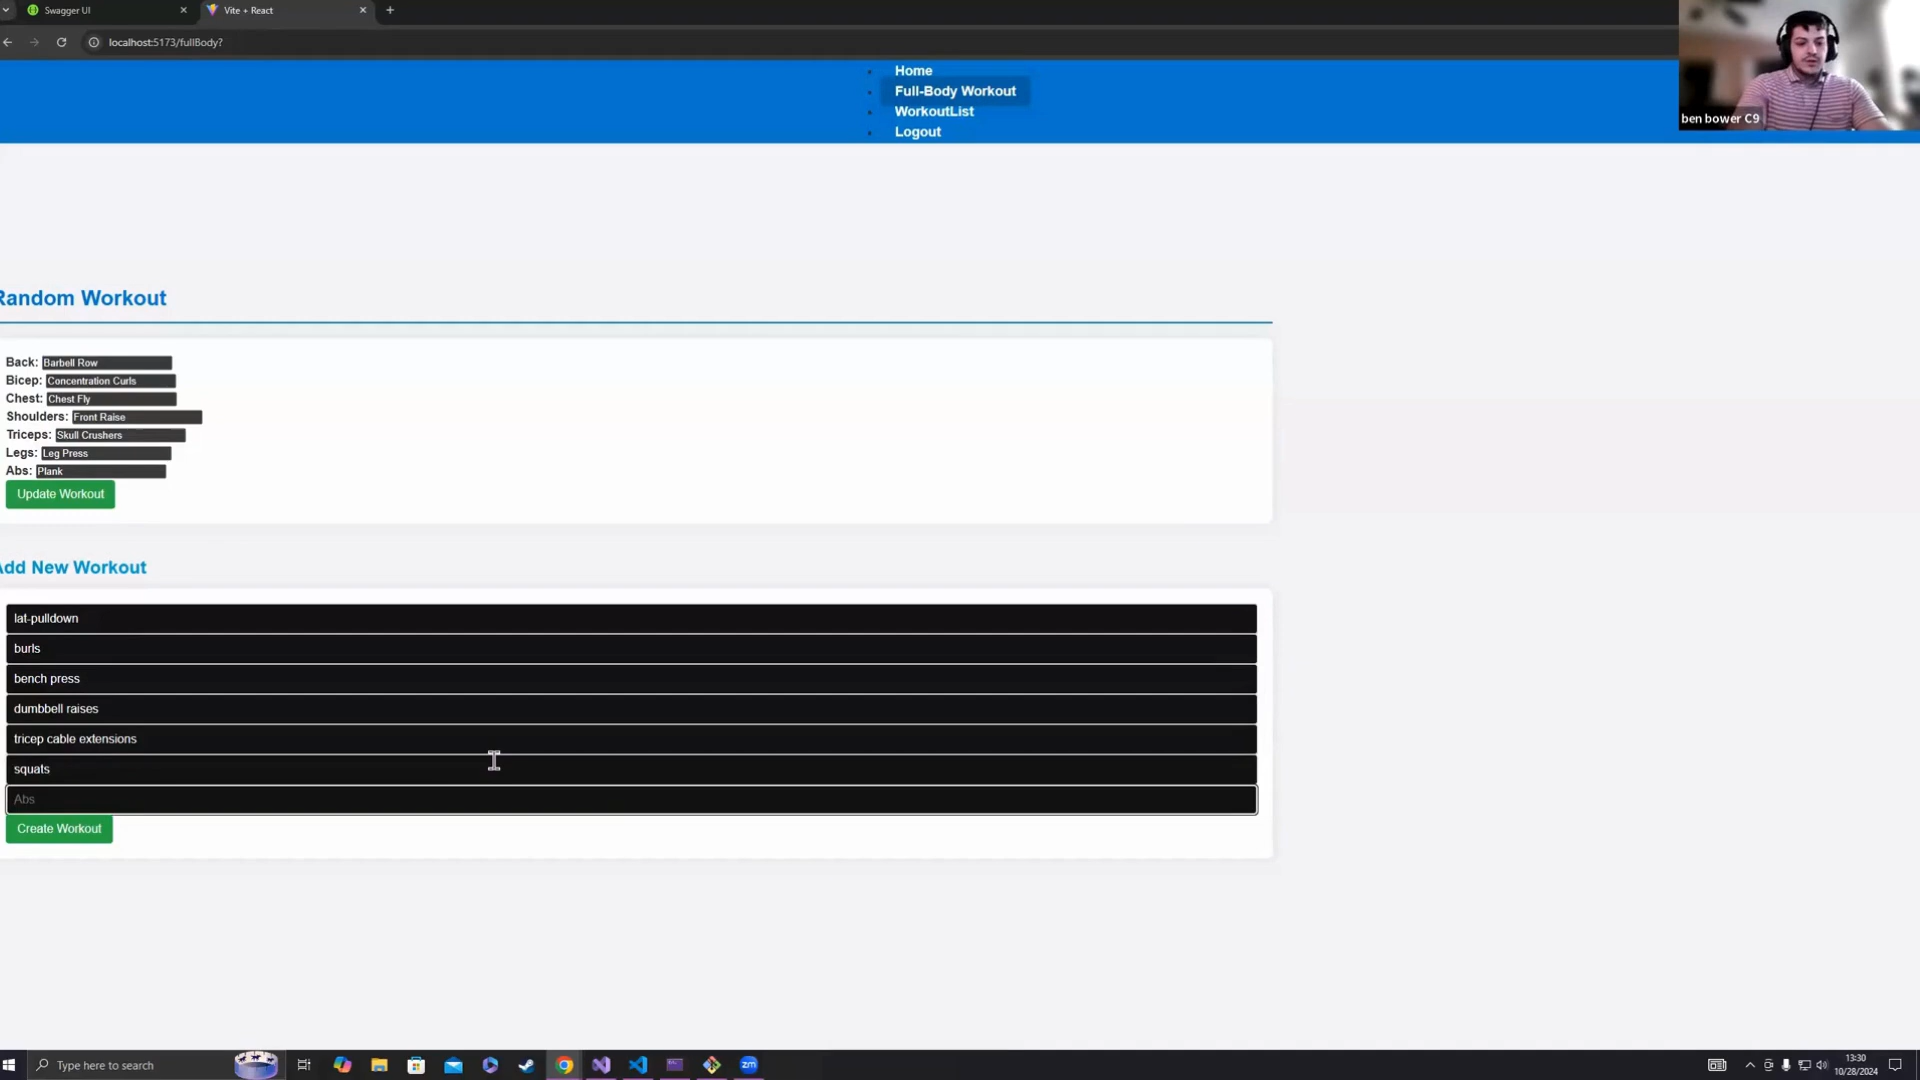 Swagger UI
Vite + React
localhost:5173/fullBody?
Home
Full-Body Workout
WorkoutList
Logout
ben bower C9
Random Workout
Back: Barbell Row
Bicep: Concentration Curls
Chest: Chest Fly
Shoulders: Front Raise
Triceps: Skull Crushers
Legs: Leg Press
Abs: Plank
Update Workout
Add New Workout
lat-pulldown
burls
bench press
dumbbell raises
tricep cable extensions
squats
Abs
Create Workout
Type here to search
zm
13:30
10/28/2024